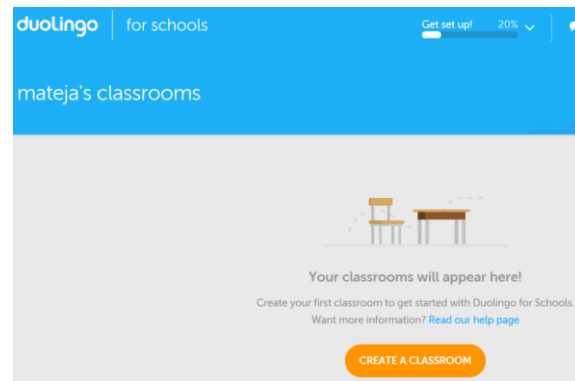 duolingo for schools
Get set up! 20%
mateja's classrooms
Your classrooms will appear here!
Create your first classroom to get started with Duolingo for Schools.
Want more information? Read our help page
CREATE A CLASSROOM